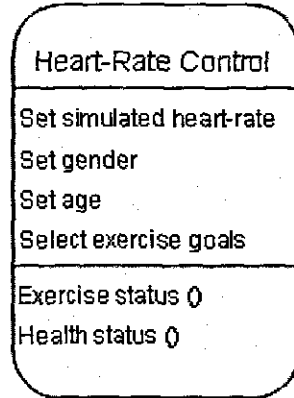 Heart-Rate Control
Set simulated heart-rate
Set gender
Set age
Select exercise goals
Exercise status ()
Health status ()